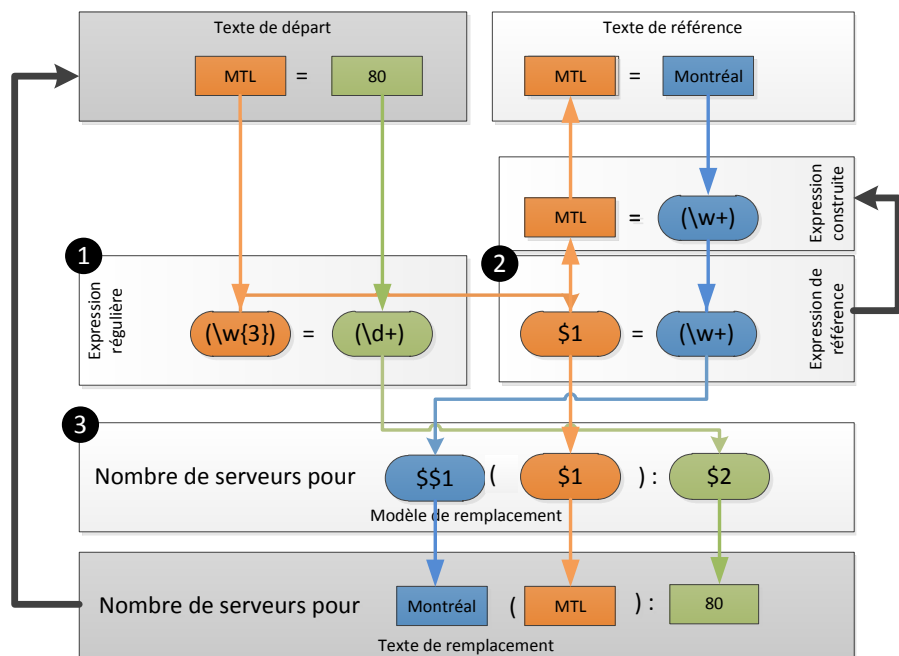 Texte de départ
MTL = 80
Texte de référence
MTL = Montréal
MTL = (\w+)
Expression construite
1
Expression régulière
(\w{3}) = (\d+)
2
$1 = (\w+)
Expression de référence
3
Nombre de serveurs pour $$1 ( $1 ) : $2
Modèle de remplacement
Nombre de serveurs pour Montréal ( MTL ) : 80
Texte de remplacement